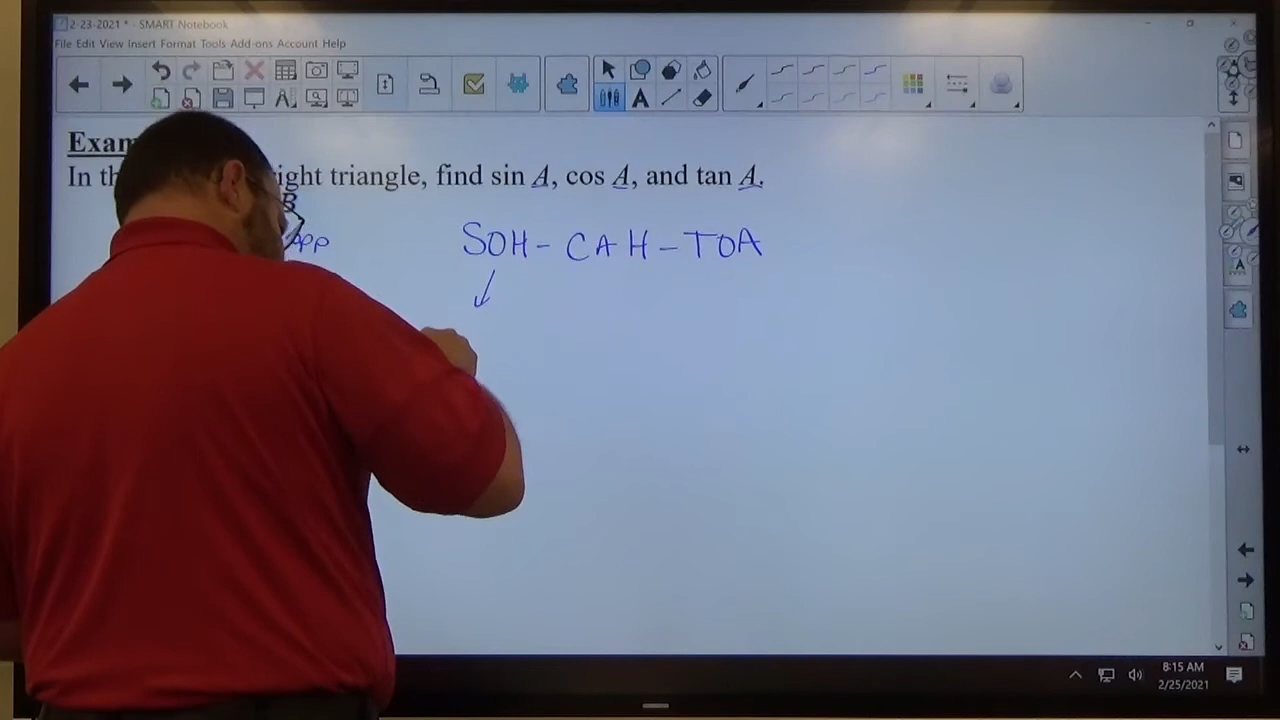 2-23-2021 * - SMART Notebook
File Edit View Insert Format Tools Add-ons Account Help
In th ight triangle, find sin A, cos A, and tan A.
B
SOH - CAH - TOA
8:15 AM
2/25/2021